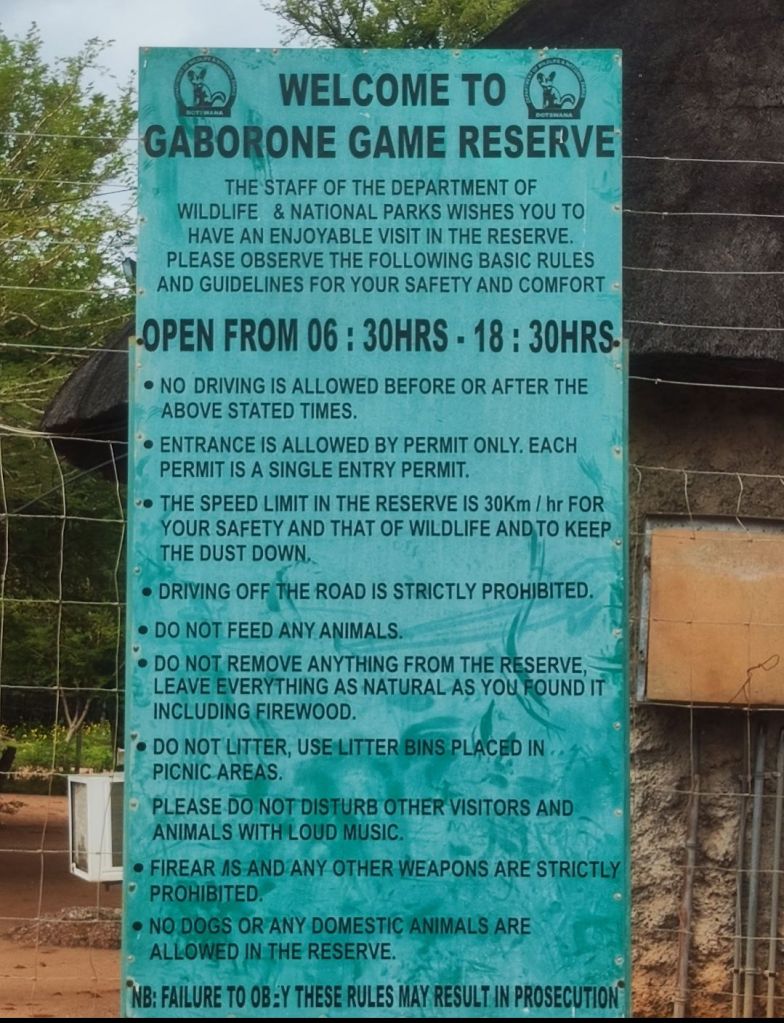 WELCOME TO
GABORONE GAME RESERVE
BOTSWANA
BOTSWANA
THE STAFF OF THE DEPARTMENT OF
WILDLIFE & NATIONAL PARKS WISHES YOU TO
HAVE AN ENJOYABLE VISIT IN THE RESERVE.
PLEASE OBSERVE THE FOLLOWING BASIC RULES
AND GUIDELINES FOR YOUR SAFETY AND COMFORT
OPEN FROM 06 : 30HRS - 18 : 30HRS
• NO DRIVING IS ALLOWED BEFORE OR AFTER THE
ABOVE STATED TIMES.
• ENTRANCE IS ALLOWED BY PERMIT ONLY. EACH
PERMIT IS A SINGLE ENTRY PERMIT.
• THE SPEED LIMIT IN THE RESERVE IS 30Km / hr FOR
YOUR SAFETY AND THAT OF WILDLIFE AND TO KEEP
THE DUST DOWN.
• DRIVING OFF THE ROAD IS STRICTLY PROHIBITED.
• DO NOT FEED ANY ANIMALS.
• DO NOT REMOVE ANYTHING FROM THE RESERVE,
LEAVE EVERYTHING AS NATURAL AS YOU FOUND IT
INCLUDING FIREWOOD.
• DO NOT LITTER, USE LITTER BINS PLACED IN
PICNIC AREAS.
PLEASE DO NOT DISTURB OTHER VISITORS AND
ANIMALS WITH LOUD MUSIC.
• FIREARMS AND ANY OTHER WEAPONS ARE STRICTLY
PROHIBITED.
• NO DOGS OR ANY DOMESTIC ANIMALS ARE
ALLOWED IN THE RESERVE.
NB: FAILURE TO OBEY THESE RULES MAY RESULT IN PROSECUTION